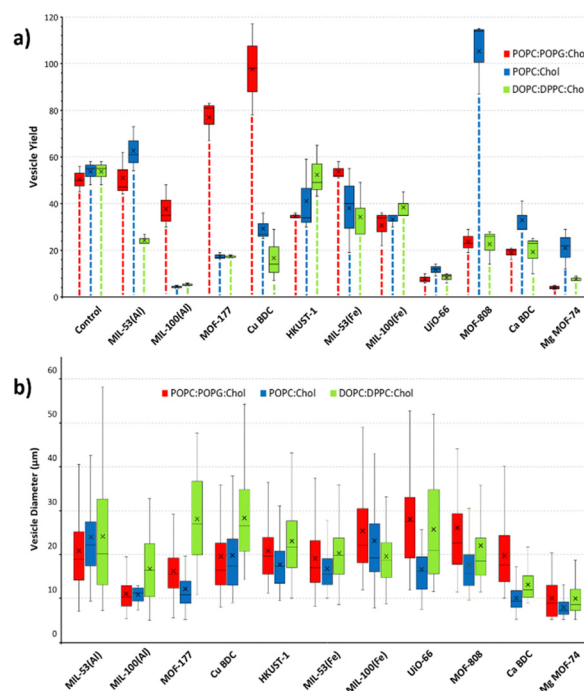 a)
120
100
80
60
40
20
0
Vesicle Yield
POPC:POPG:Chol
POPC:Chol
DOPC:DPPC:Chol
Control
MIL-53(Al)
MIL-100(Al)
MOF-177
Cu BDC
HKUST-1
MIL-53(Fe)
MIL-100(Fe)
UiO-66
MOF-808
Ca BDC
Mg MOF-74
b)
60
50
40
30
20
10
0
Vesicle Diameter (μm)
POPC:POPG:Chol
POPC:Chol
DOPC:DPPC:Chol
MIL-53(Al)
MIL-100(Al)
MOF-177
Cu BDC
HKUST-1
MIL-53(Fe)
MIL-100(Fe)
UiO-66
MOF-808
Ca BDC
Mg MOF-74